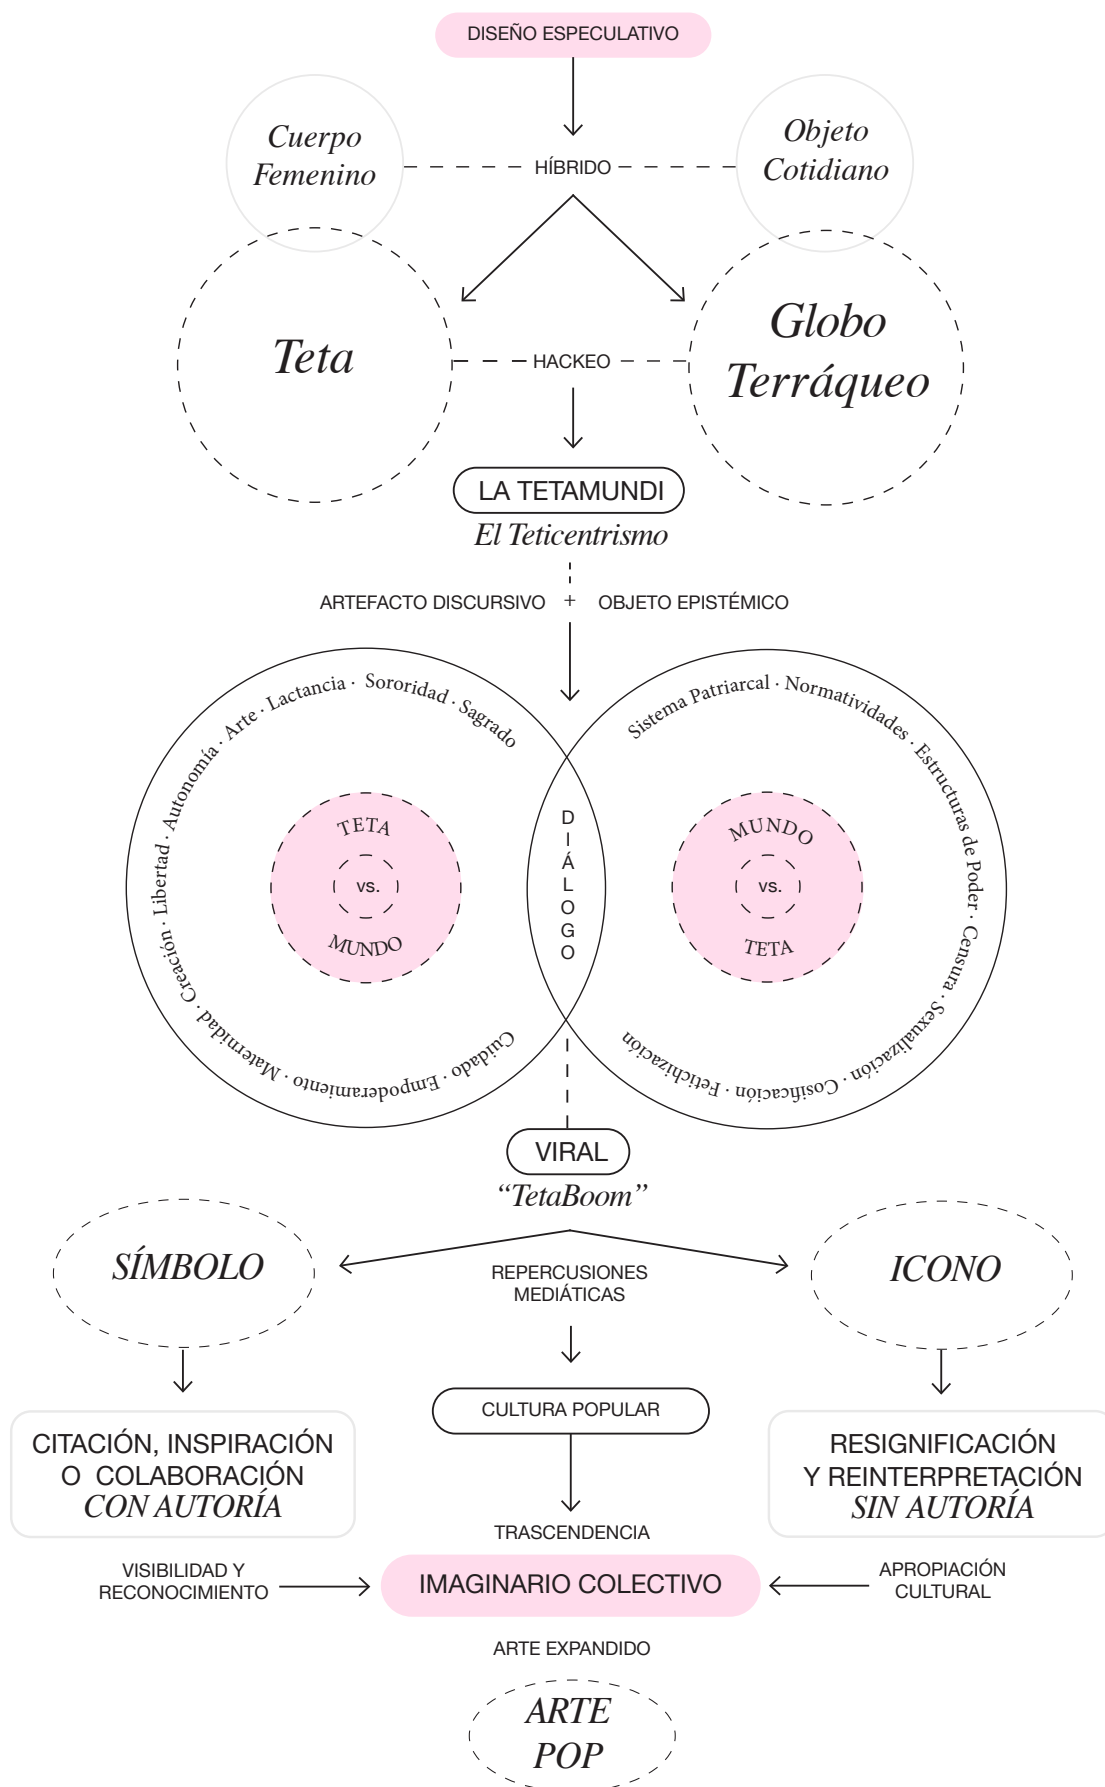 DISEÑO ESPECULATIVO
Cuerpo
Femenino
HÍBRIDO
Objeto
Cotidiano
Teta
HACKEO
Globo
Terráqueo
LA TETAMUNDI
El Teticentrismo
ARTEFACTO DISCURSIVO + OBJETO EPISTÉMICO
Cuidado · Empoderamiento · Maternidad · Creación · Libertad · Autonomía · Arte · Lactancia · Sororidad · Sagrado
TETA
vs.
MUNDO
DIÁLOGO
Sistema Patriarcal · Normatividades · Estructuras de Poder · Censura · Sexualización · Cosificación · Fetichización
MUNDO
vs.
TETA
VIRAL
“TetaBoom”
SÍMBOLO
REPERCUSIONES
MEDIÁTICAS
ICONO
CULTURA POPULAR
CITACIÓN, INSPIRACIÓN
O COLABORACIÓN
CON AUTORÍA
RESIGNIFICACIÓN
Y REINTERPRETACIÓN
SIN AUTORÍA
TRASCENDENCIA
VISIBILIDAD Y
RECONOCIMIENTO
IMAGINARIO COLECTIVO
APROPIACIÓN
CULTURAL
ARTE EXPANDIDO
ARTE
POP